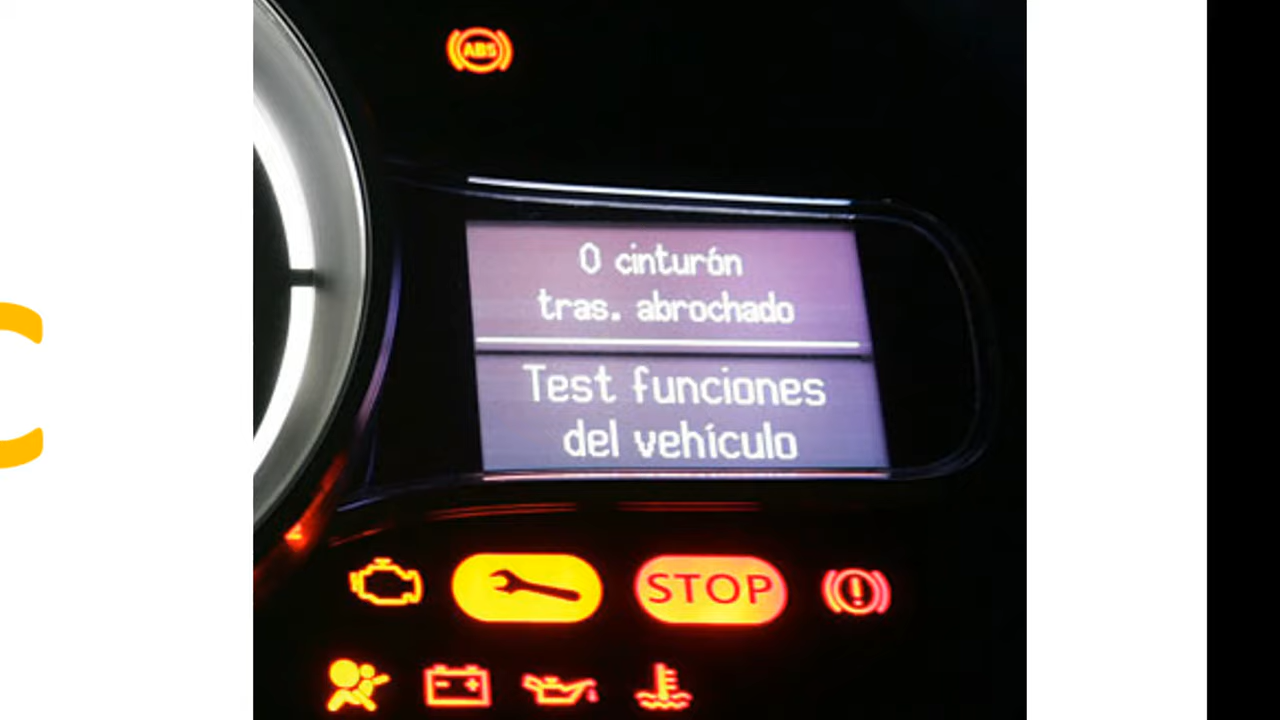 ABS
0 cinturón
tras. abrochado
Test funciones
del vehículo
STOP